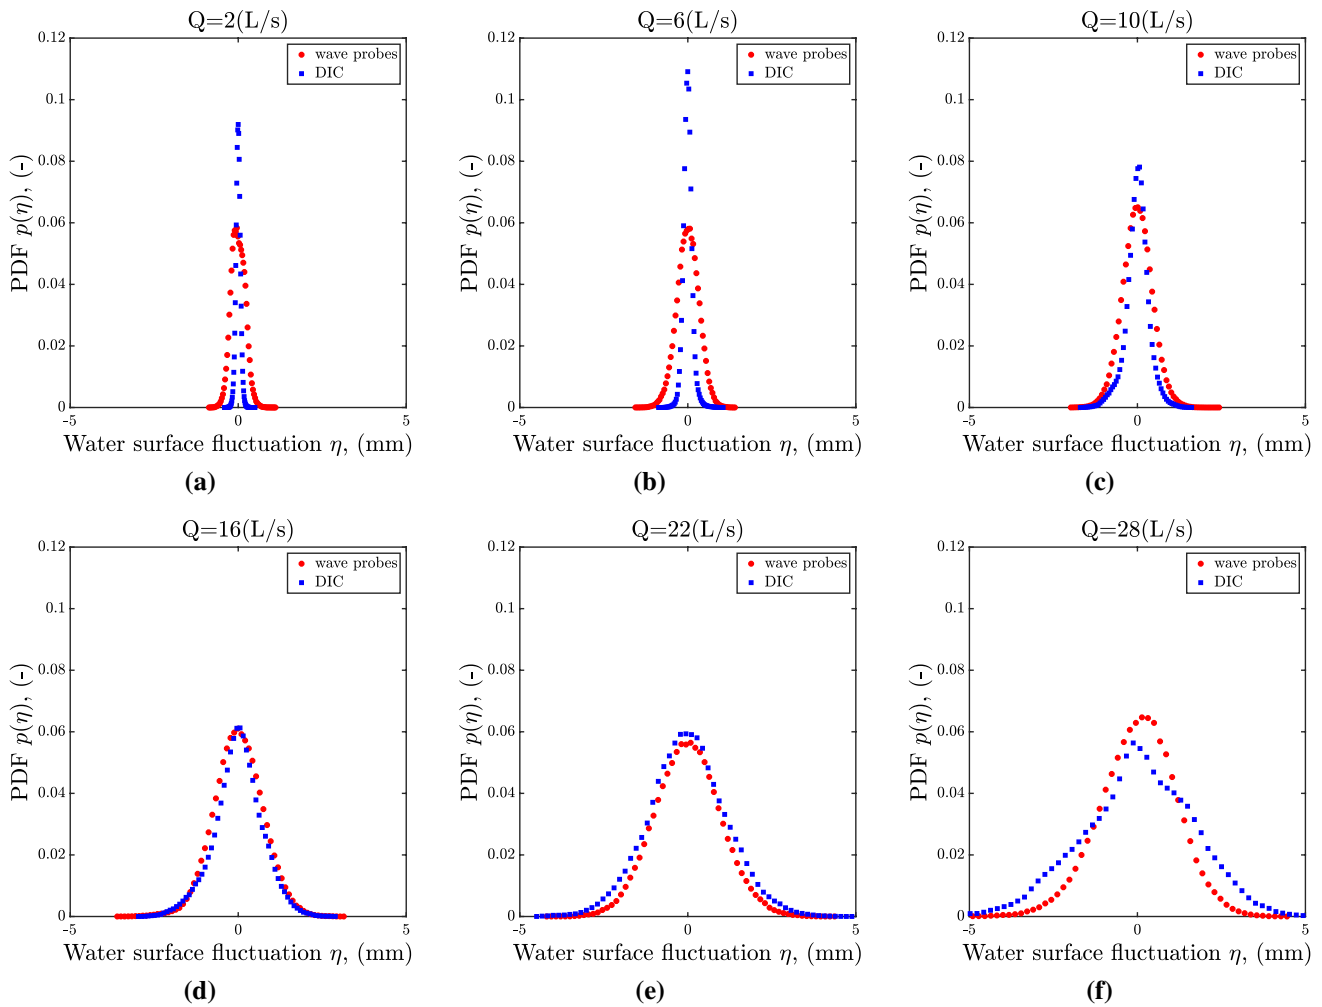 Q=2(L/s)
0.12
0.1
0.08
0.06
0.04
0.02
0
-5
0
5
wave probes
DIC
PDF p(η), (-)
Water surface fluctuation η, (mm)
(a)
Q=6(L/s)
0.12
0.1
0.08
0.06
0.04
0.02
0
-5
0
5
wave probes
DIC
PDF p(η), (-)
Water surface fluctuation η, (mm)
(b)
Q=10(L/s)
0.12
0.1
0.08
0.06
0.04
0.02
0
-5
0
5
wave probes
DIC
PDF p(η), (-)
Water surface fluctuation η, (mm)
(c)
Q=16(L/s)
0.12
0.1
0.08
0.06
0.04
0.02
0
-5
0
5
wave probes
DIC
PDF p(η), (-)
Water surface fluctuation η, (mm)
(d)
Q=22(L/s)
0.12
0.1
0.08
0.06
0.04
0.02
0
-5
0
5
wave probes
DIC
PDF p(η), (-)
Water surface fluctuation η, (mm)
(e)
Q=28(L/s)
0.12
0.1
0.08
0.06
0.04
0.02
0
-5
0
5
wave probes
DIC
PDF p(η), (-)
Water surface fluctuation η, (mm)
(f)